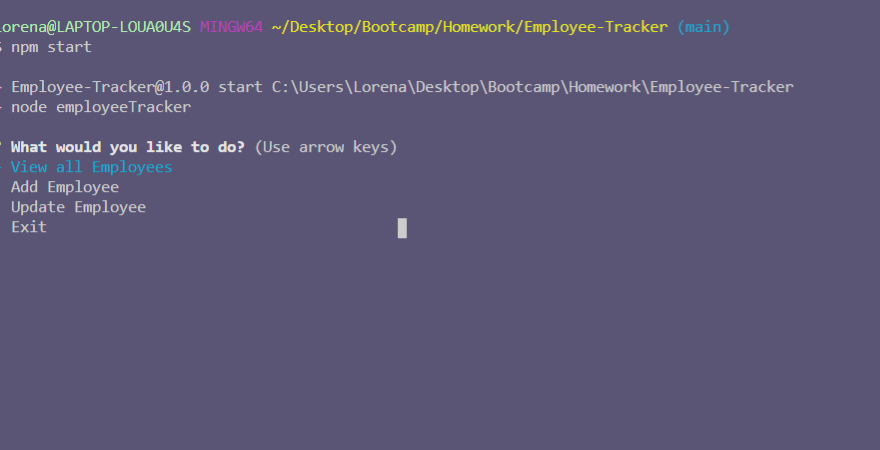 Lorena@LAPTOP-LOUA0U4S MINGW64 ~/Desktop/Bootcamp/Homework/Employee-Tracker (main)
$ npm start
> Employee-Tracker@1.0.0 start C:\Users\Lorena\Desktop\Bootcamp\Homework\Employee-Tracker
> node employeeTracker
? What would you like to do? (Use arrow keys)
View all Employees
Add Employee
Update Employee
Exit